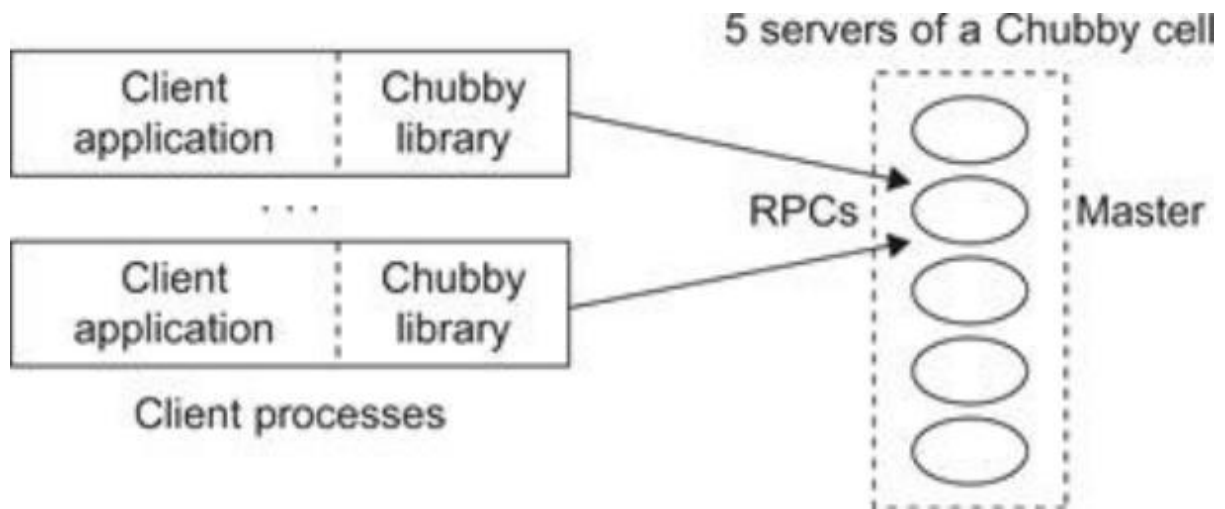 5 servers of a Chubby cell
Client
application
Chubby
library
. . .
RPCs
Master
Client
application
Chubby
library
Client processes